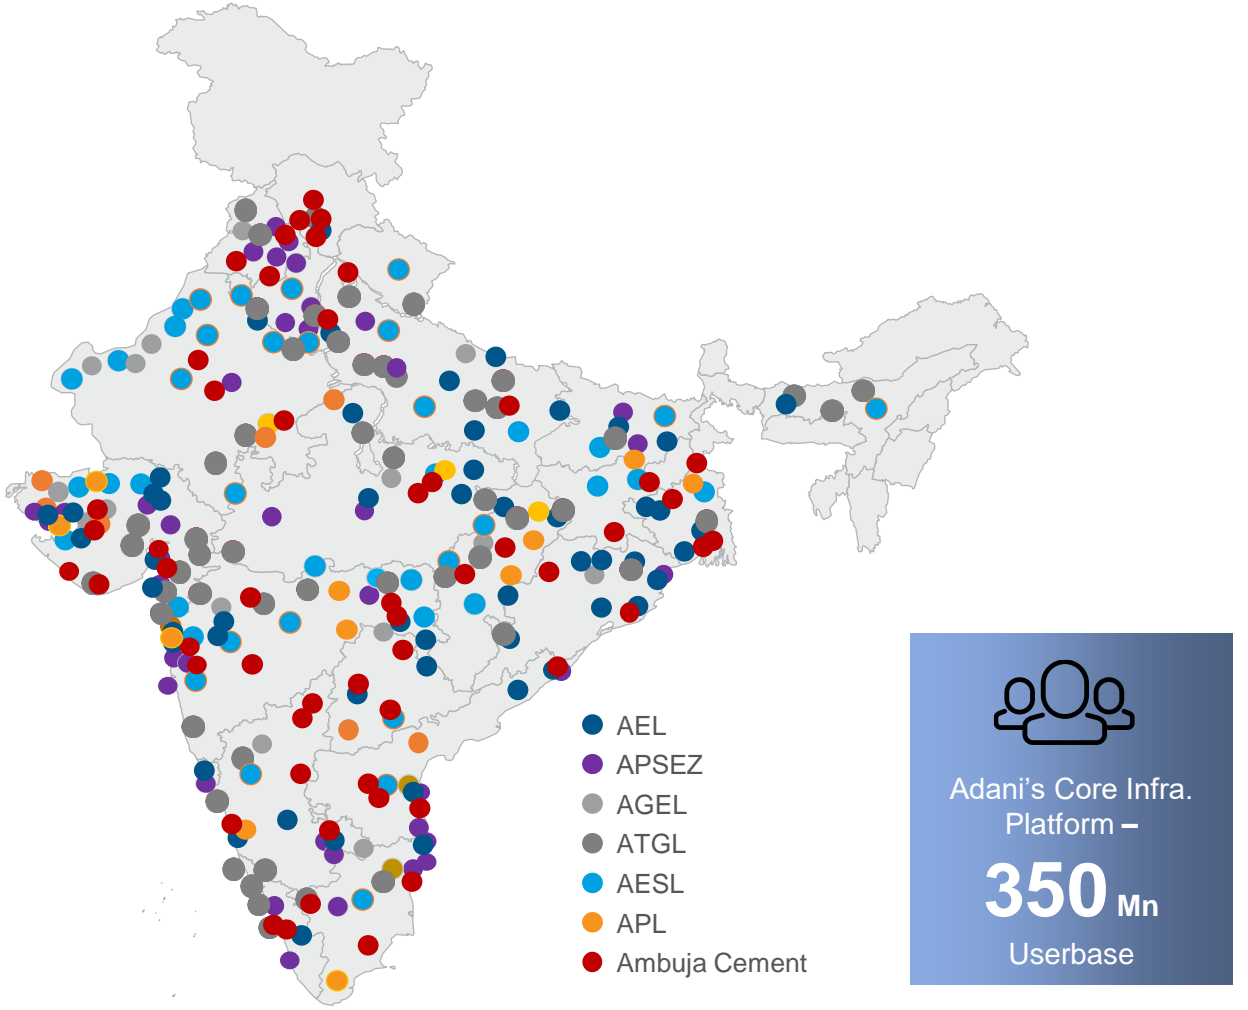 AEL
APSEZ
AGEL
ATGL
AESL
APL
Ambuja Cement
Adani's Core Infra.
Platform –
350 Mn
Userbase